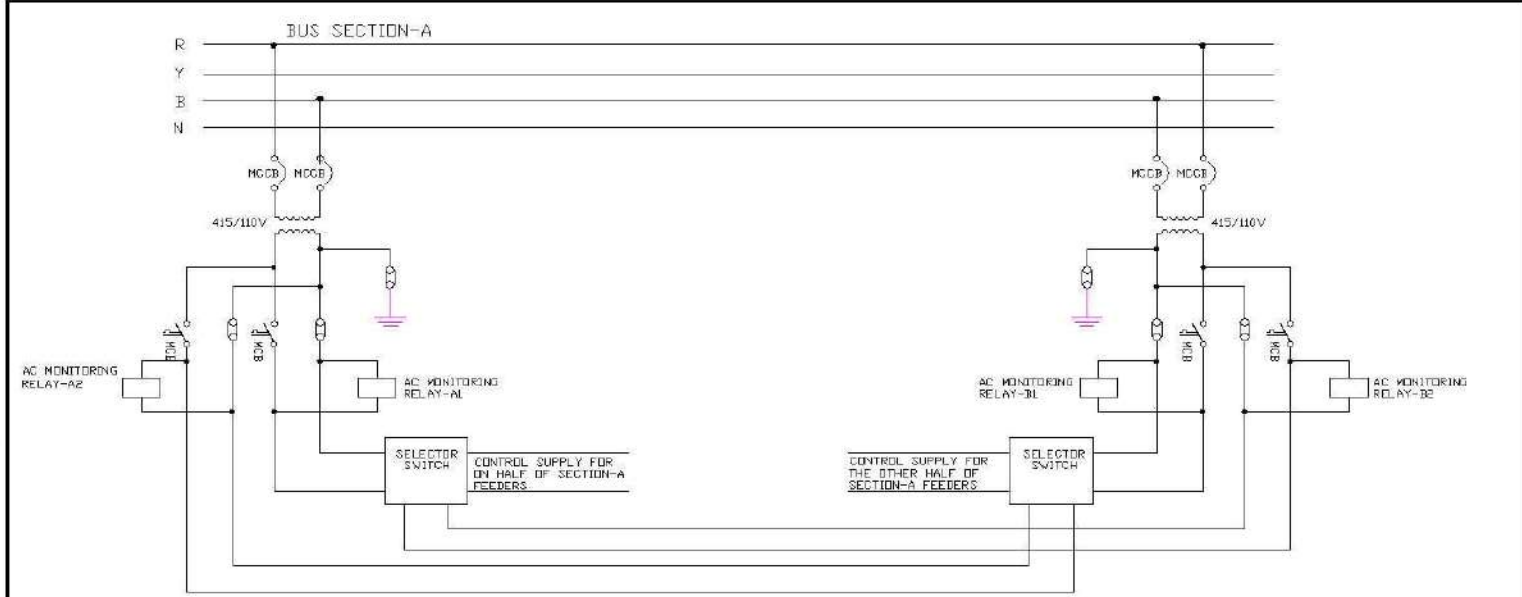 BUS SECTION-A
R
Y
B
N
MCCB
MCCB
MCCB
MCCB
415/110V
415/110V
MCB
MCB
MCB
MCB
AC MONITORING
RELAY-A2
AC MONITORING
RELAY-A1
AC MONITORING
RELAY-B1
AC MONITORING
RELAY-B2
SELECTOR
SWITCH
CONTROL SUPPLY FOR
ON HALF OF SECTION-A
FEEDERS
CONTROL SUPPLY FOR
THE OTHER HALF OF
SECTION-A FEEDERS
SELECTOR
SWITCH